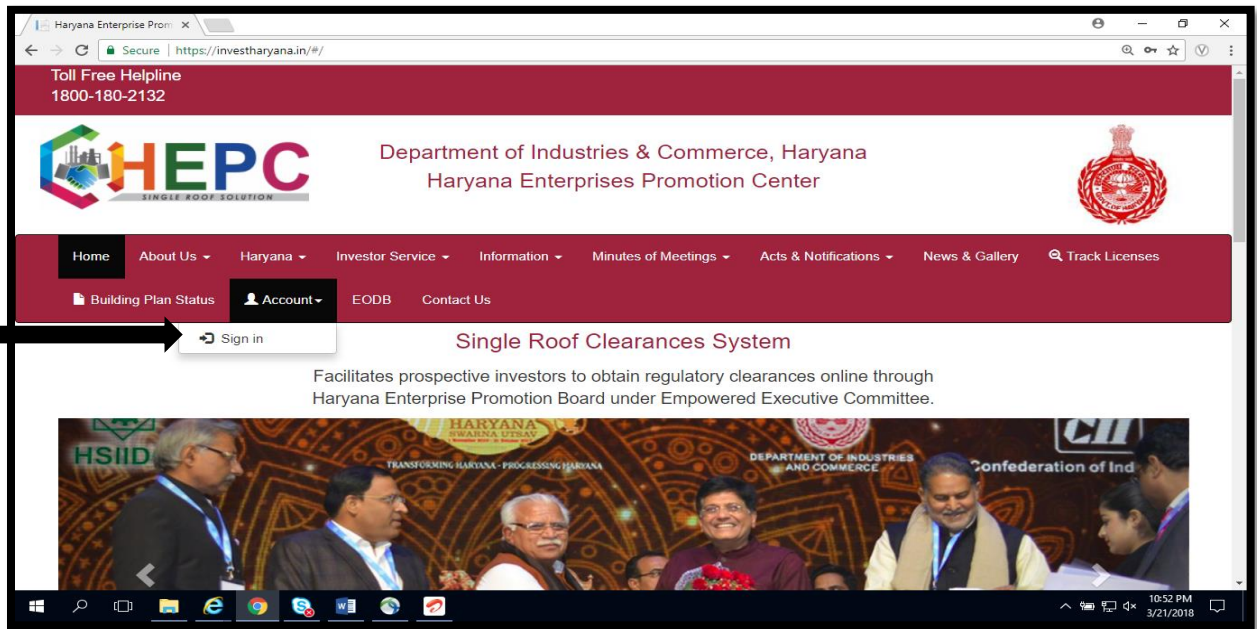 Haryana Enterprise Prom
Secure | https://investharyana.in/#/
Toll Free Helpline
1800-180-2132
HEPC
SINGLE ROOF SOLUTION
Department of Industries & Commerce, Haryana
Haryana Enterprises Promotion Center
Home About Us Haryana Investor Service Information Minutes of Meetings Acts & Notifications News & Gallery Track Licenses
Building Plan Status Account EODB Contact Us
Sign in
Single Roof Clearances System
Facilitates prospective investors to obtain regulatory clearances online through
Haryana Enterprise Promotion Board under Empowered Executive Committee.
HSIID
HARYANA
SWARNA UTSAV
TRANSFORMING HARYANA - PROGRESSING HARYANA
DEPARTMENT OF INDUSTRIES
AND COMMERCE
CII
Confederation of Ind
10:52 PM
3/21/2018